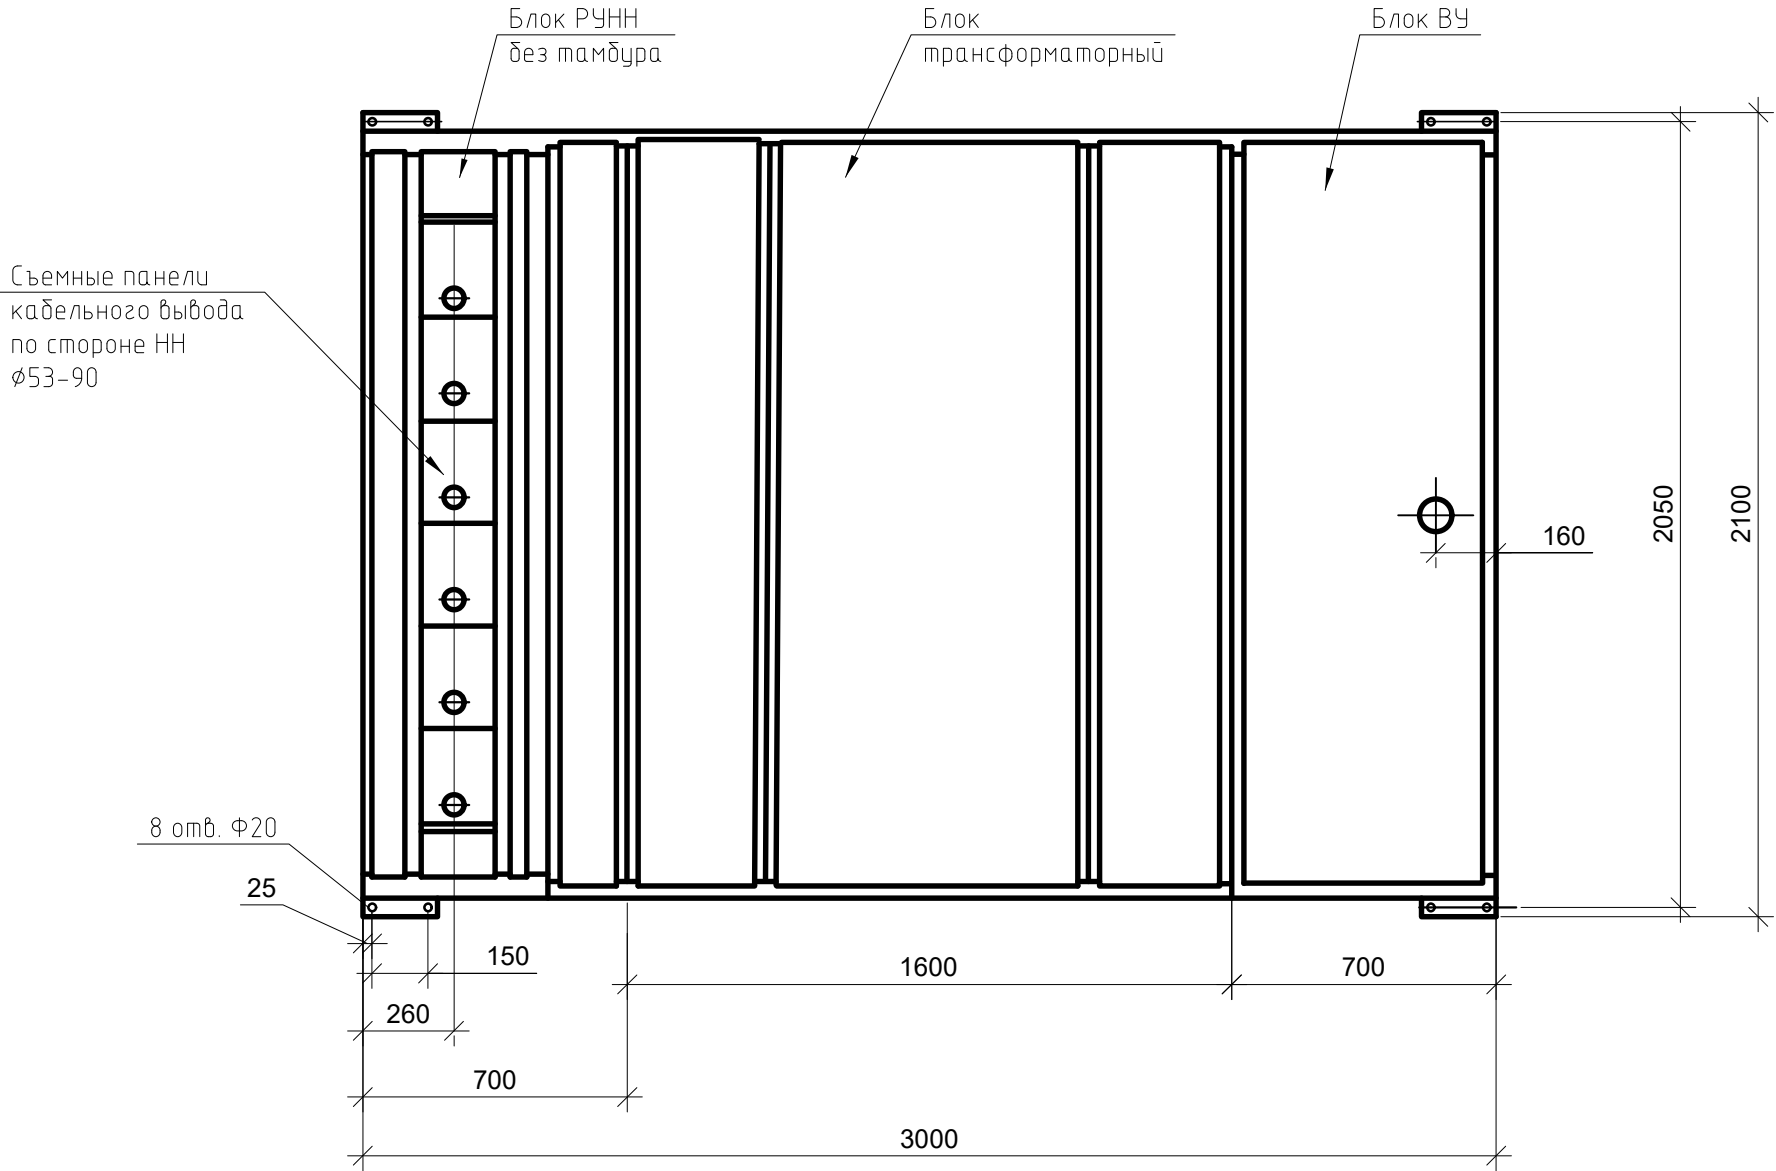 Блок РУНН
без тамбура
Блок
трансформаторный
Блок ВУ
Съемные панели
кабельного вывода
по стороне НН
⌀53-90
2050
2100
160
8 отв. Ф20
25
150
1600
700
260
700
3000